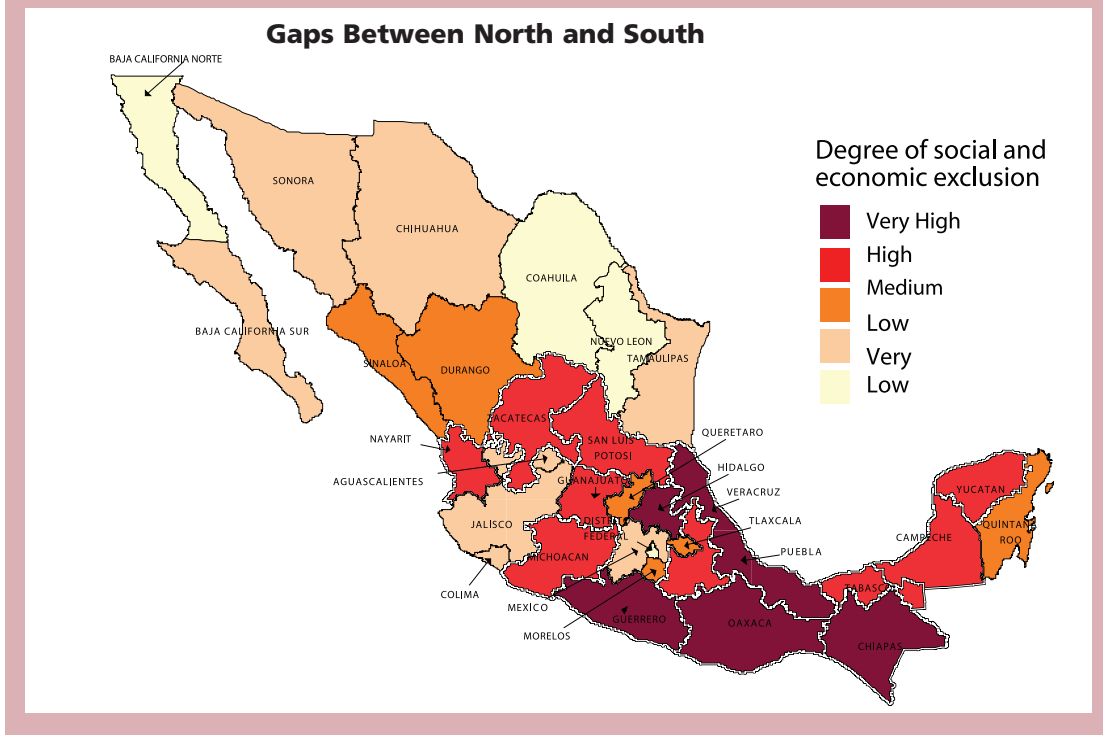 Gaps Between North and South
BAJA CALIFORNIA NORTE
Degree of social and
economic exclusion
Very High
High
Medium
Low
Very
Low
SONORA
CHIHUAHUA
COAHUILA
BAJA CALIFORNIA SUR
NUEVO LEON
TAMAULIPAS
SINALOA
DURANGO
ZACATECAS
NAYARIT
SAN LUIS
POTOSI
QUERETARO
HIDALGO
AGUASCALIENTES
GUANAJUATO
VERACRUZ
YUCATAN
JALISCO
DISTRITO
FEDERAL
TLAXCALA
QUINTANA
ROO
CAMPECHE
MICHOACAN
PUEBLA
COLIMA
TABASCO
MEXICO
GUERRERO
OAXACA
MORELOS
CHIAPAS